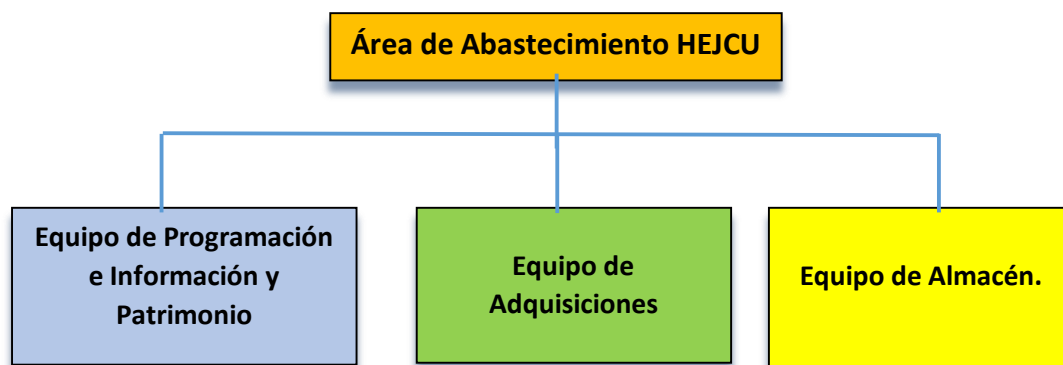 Área de Abastecimiento HEJCU
Equipo de Programación
e Información y
Patrimonio
Equipo de
Adquisiciones
Equipo de Almacén.